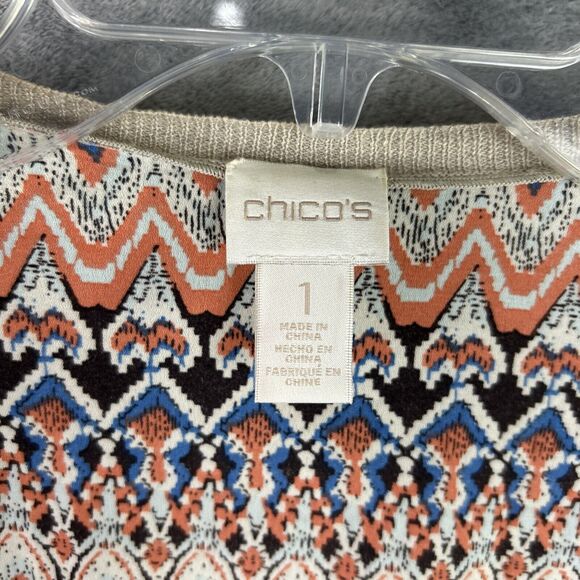 chico's
1
MADE IN
CHINA
HECHO EN
CHINA
FABRIQUÉ EN
CHINE